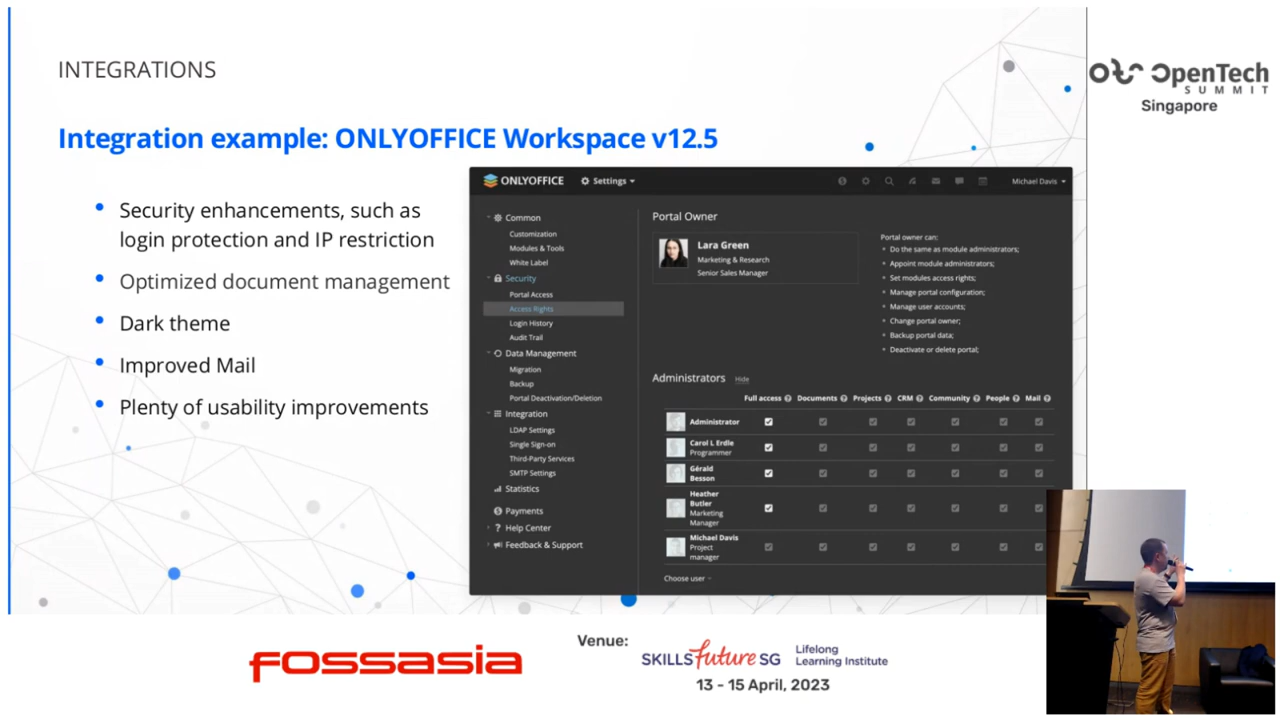 INTEGRATIONS
Integration example: ONLYOFFICE Workspace v12.5
Security enhancements, such as
login protection and IP restriction
Optimized document management
Dark theme
Improved Mail
Plenty of usability improvements
ONLYOFFICE
Settings
Michael Davis
Common
Customization
Modules & Tools
White Label
Security
Portal Access
Access Rights
Login History
Audit Trail
Data Management
Migration
Backup
Portal Deactivation/Deletion
Integration
LDAP Settings
Single Sign-on
Third-Party Services
SMTP Settings
Statistics
Payments
Help Center
Feedback & Support
Portal Owner
Lara Green
Marketing & Research
Senior Sales Manager
Portal owner can:
Do the same as module administrators;
Appoint module administrators;
Set modules access rights;
Manage portal configuration;
Manage user accounts;
Change portal owner;
Backup portal data;
Deactivate or delete portal;
Administrators Hide
Full access Documents Projects CRM Community People Mail
Administrator
Carol L Erdle
Programmer
Gérald
Besson
Heather
Butler
Marketing
Manager
Michael Davis
Project
manager
Choose user
OpenTech
SUMMIT
Singapore
fossasia
Venue:
SKILLSfuture SG
Lifelong
Learning Institute
13 - 15 April, 2023